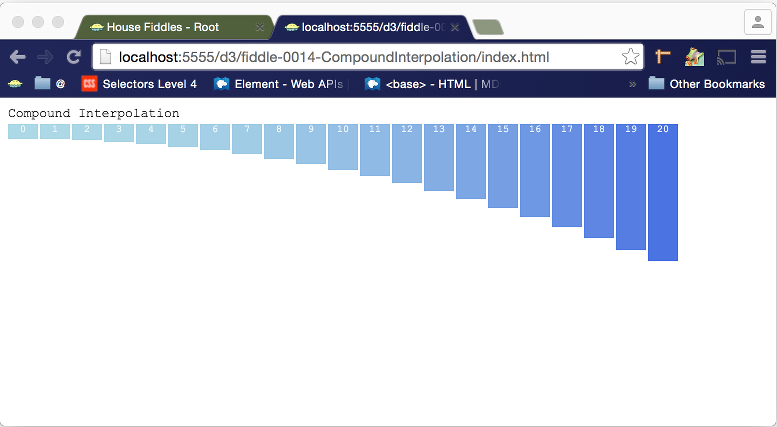 House Fiddles - Root
localhost:5555/d3/fiddle-0
localhost:5555/d3/fiddle-0014-CompoundInterpolation/index.html
@ CSS Selectors Level 4 Element - Web APIs <base> - HTML | MD » Other Bookmarks
Compound Interpolation
0 1 2 3 4 5 6 7 8 9 10 11 12 13 14 15 16 17 18 19 20